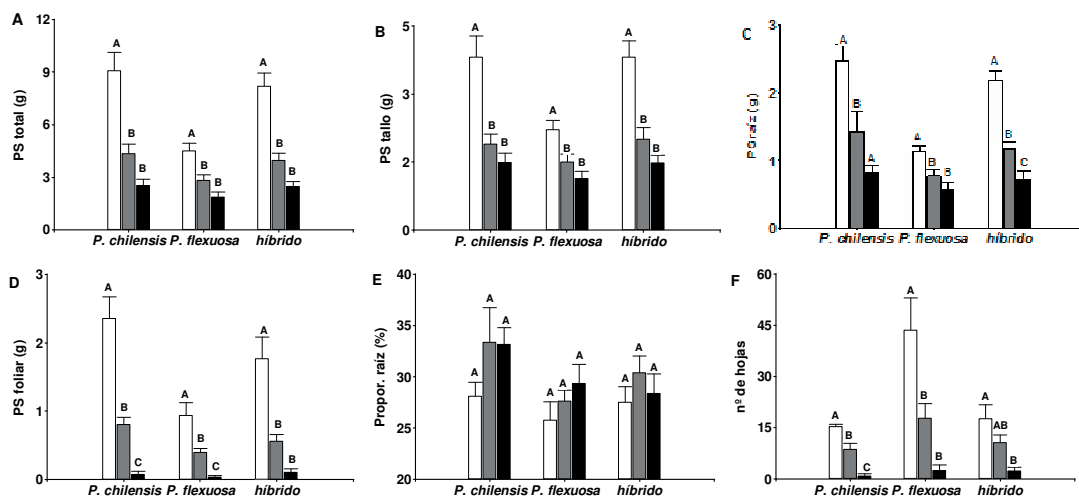 A
PS total (g)
12
9
6
3
0
A
B
B
A
B
B
A
B
B
P. chilensis P. flexuosa híbrido
B
PS tallo (g)
5
3
2
0
A
B
B
A
B
B
A
B
B
P. chilensis P. flexuosa híbrido
C
raíz (g)
3
2
1
0
A
B
A
A
B
B
A
B
C
P. chilensis P. flexuosa híbrido
D
PS foliar (g)
3
2
1
0
A
B
C
A
B
C
A
B
B
P. chilensis P. flexuosa híbrido
E
Propor. raíz (%)
40
35
30
25
20
A
A
A
A
A
A
A
A
A
P. chilensis P. flexuosa híbrido
F
nº de hojas
60
45
30
15
0
A
B
C
A
B
B
A
AB
B
P. chilensis P. flexuosa híbrido